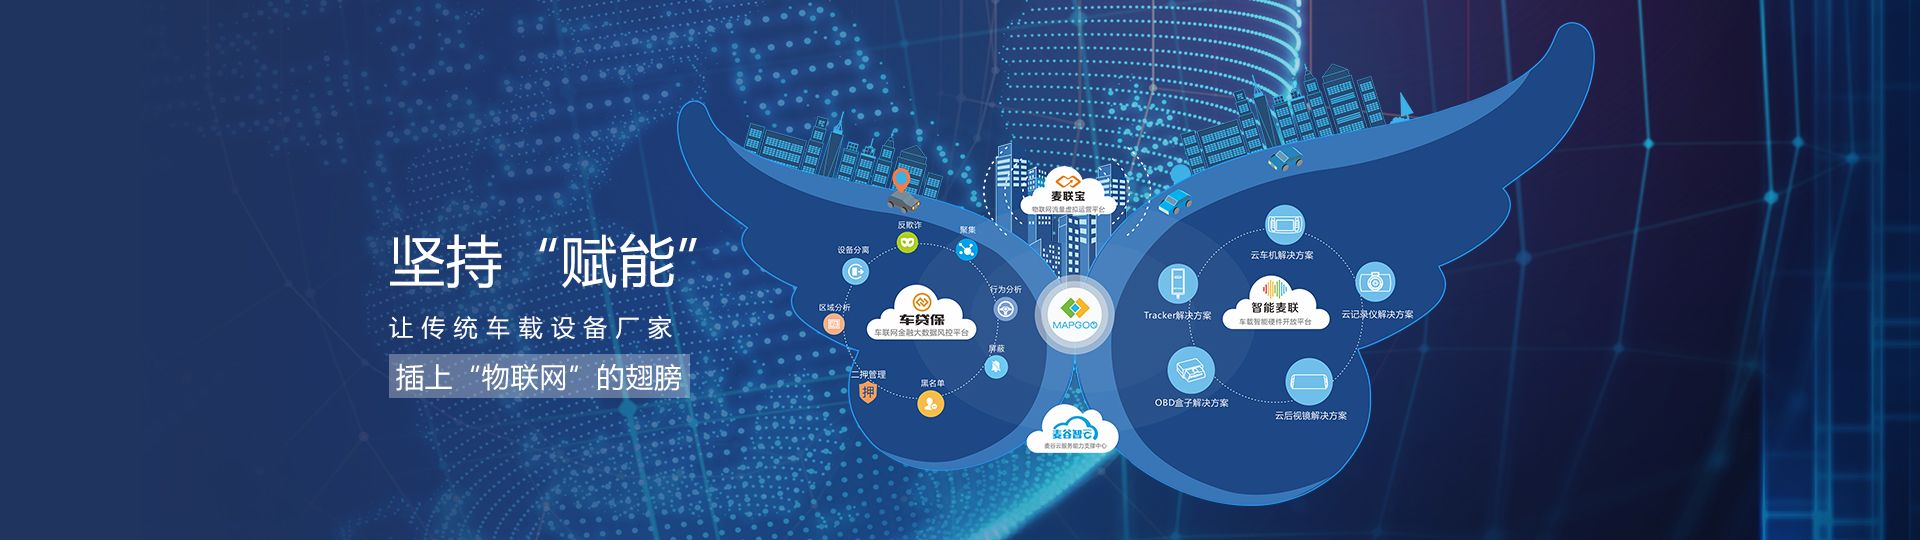 坚持“赋能”
让传统车载设备厂家
插上“物联网”的翅膀
麦联宝
物联网流量虚拟运营平台
反欺诈
聚集
设备分离
行为分析
区域分析
车贷保
车联网金融大数据风控平台
屏蔽
二押管理
押
黑名单
MAPGOO
麦谷智C
麦谷云服务能力支撑中心
云车机解决方案
Tracker解决方案
智能麦联
车载智能硬件开放平台
云记录仪解决方案
OBD盒子解决方案
云后视镜解决方案